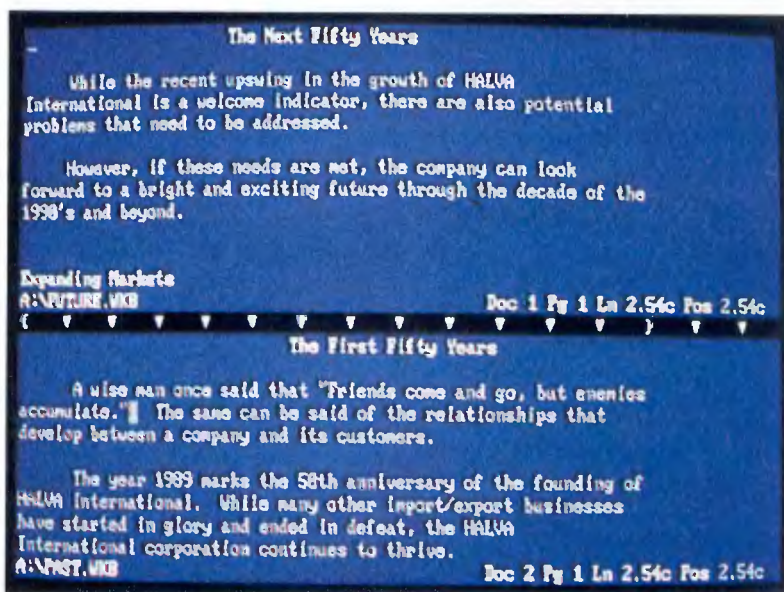 The Next Fifty Years
While the recent upswing in the growth of HALVA
International is a welcome indicator, there are also potential
problems that need to be addressed.
However, if these needs are met, the company can look
forward to a bright and exciting future through the decade of the
1990's and beyond.
Expanding Markets
A:\FUTURE.WKB Doc 1 Pg 1 Ln 2.54c Pos 2.54c
The First Fifty Years
A wise man once said that "Friends come and go, but enemies
accumulate." The same can be said of the relationships that
develop between a company and its customers.
The year 1989 marks the 50th anniversary of the founding of
HALVA International. While many other import/export businesses
have started in glory and ended in defeat, the HALVA
International corporation continues to thrive.
A:\PAST.WKB Doc 2 Pg 1 Ln 2.54c Pos 2.54c